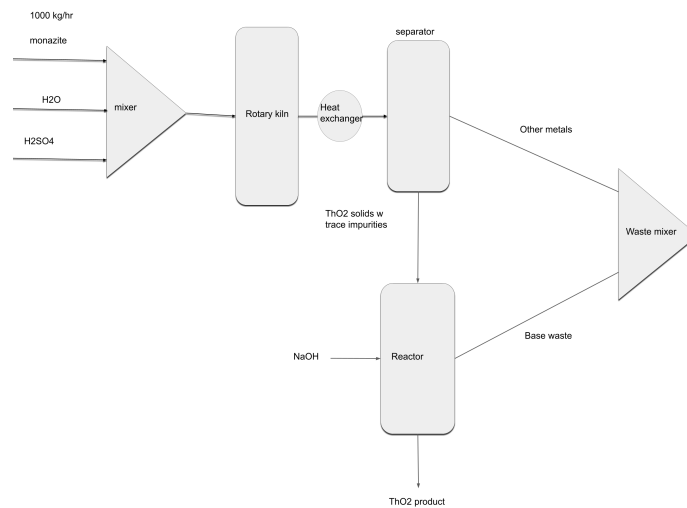 1000 kg/hr
monazite
H2O
H2SO4
mixer
Rotary kiln
Heat
exchanger
separator
Other metals
ThO2 solids w
trace impurities
Waste mixer
NaOH
Reactor
Base waste
ThO2 product